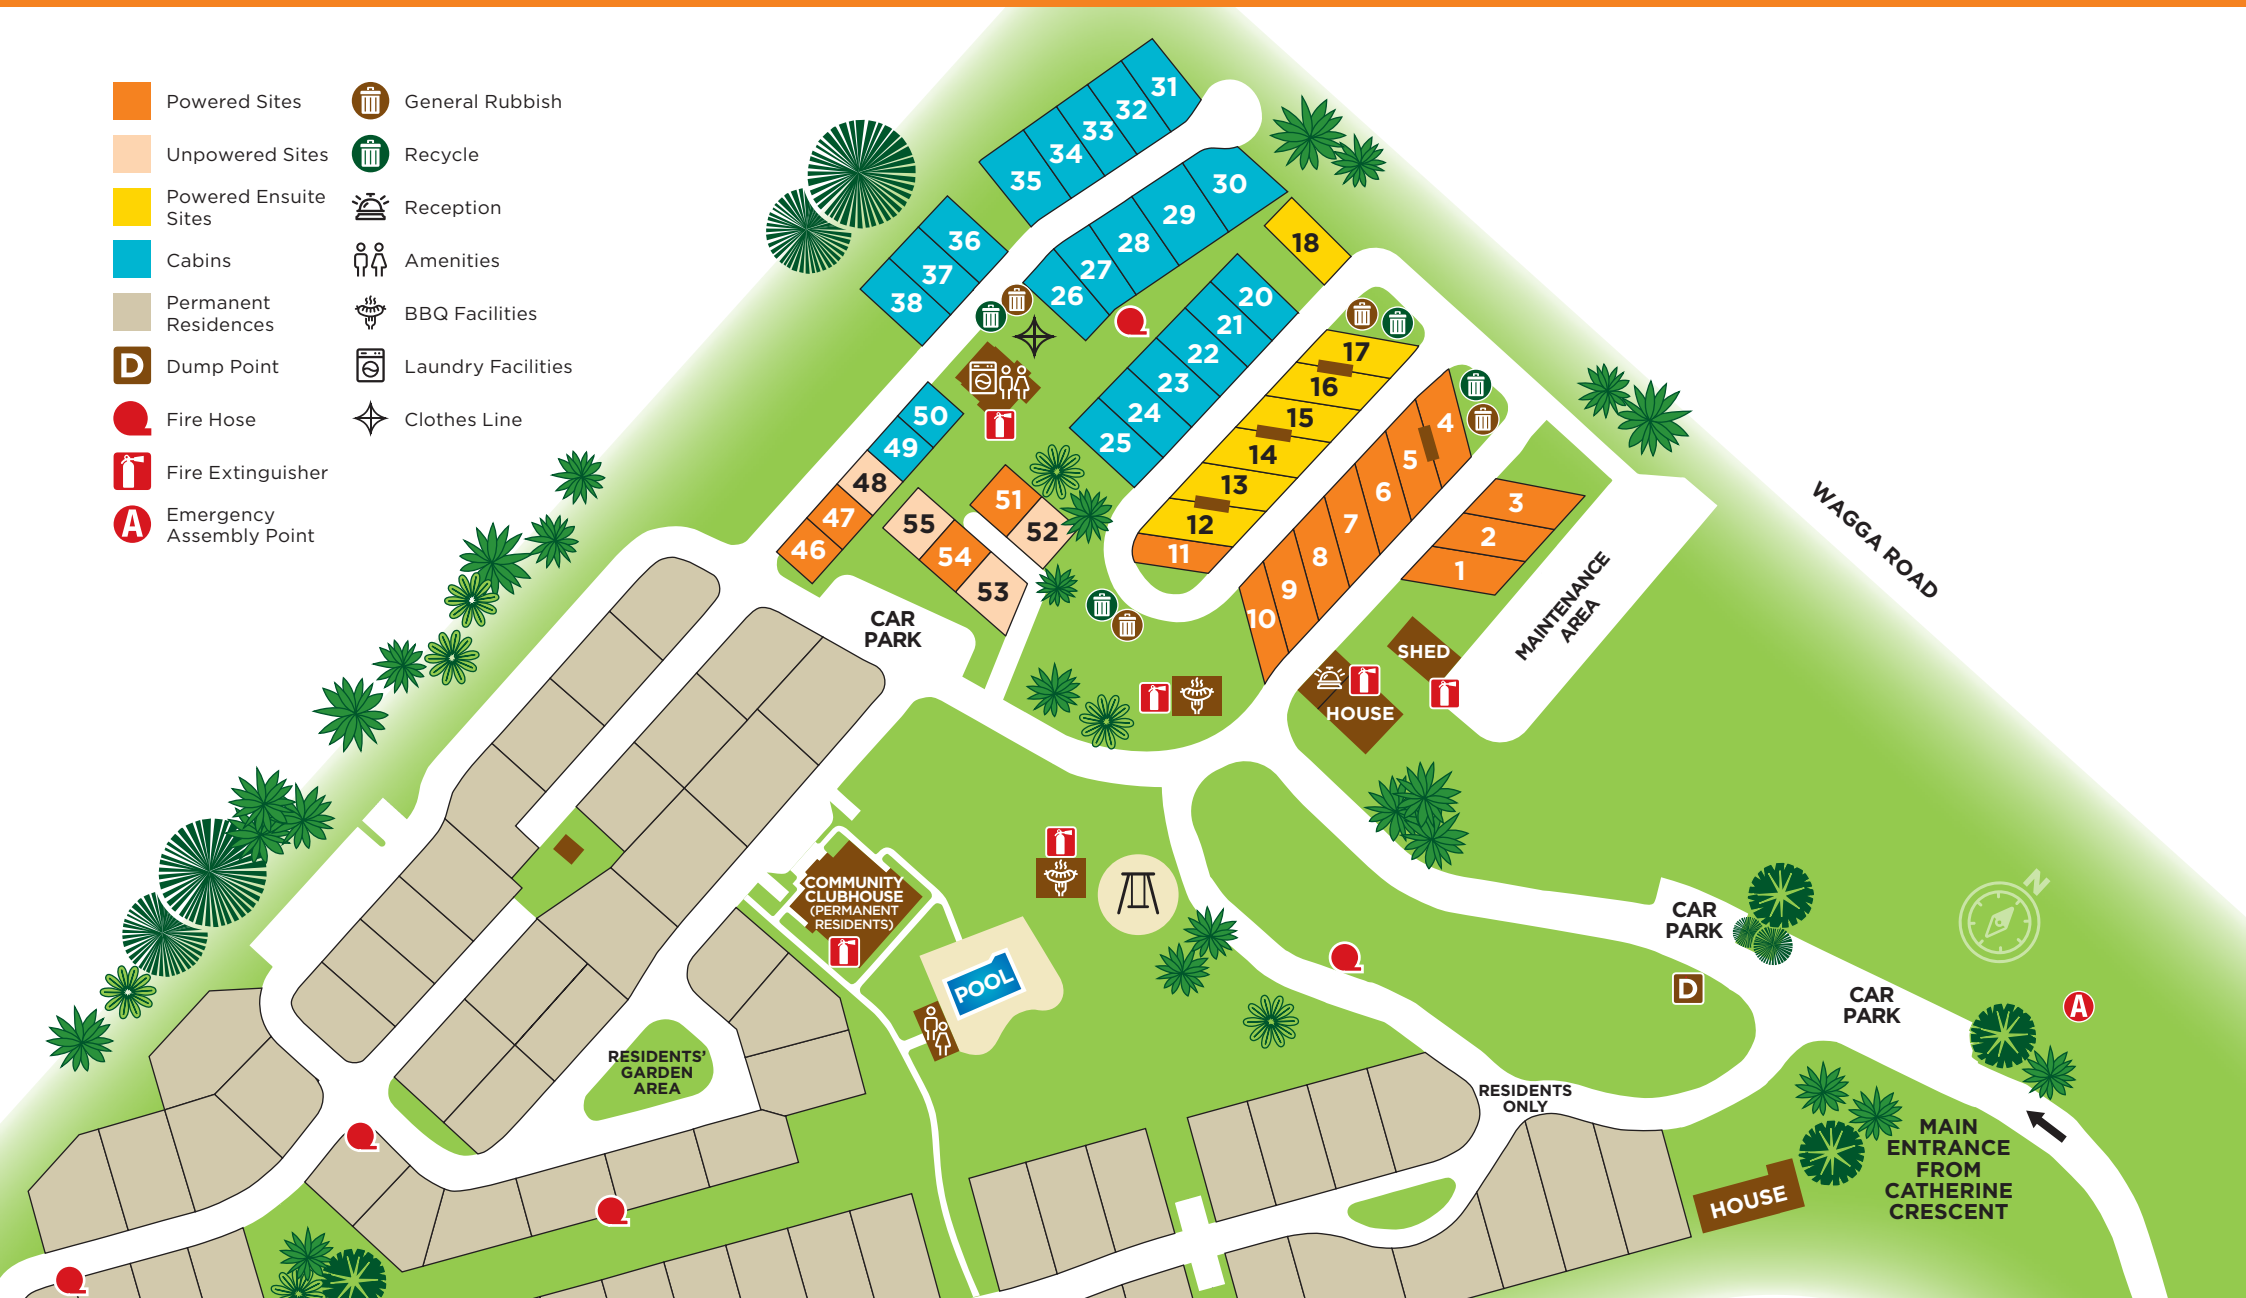 Powered Sites
Unpowered Sites
Powered Ensuite
Sites
Cabins
Permanent
Residences
D
Dump Point
Fire Hose
Fire Extinguisher
A
Emergency
Assembly Point
General Rubbish
Recycle
Reception
Amenities
BBQ Facilities
Laundry Facilities
Clothes Line
31
32
33
34
35
30
29
28
27
26
36
37
38
18
20
21
22
23
24
25
17
16
15
14
13
12
11
4
5
6
7
8
9
10
3
2
1
50
49
48
47
46
51
52
55
54
53
WAGGA ROAD
MAINTENANCE
AREA
CAR
PARK
SHED
HOUSE
COMMUNITY
CLUBHOUSE
(PERMANENT
RESIDENTS)
POOL
CAR
PARK
N
D
CAR
PARK
A
RESIDENTS'
GARDEN
AREA
RESIDENTS
ONLY
MAIN
ENTRANCE
FROM
CATHERINE
CRESCENT
HOUSE